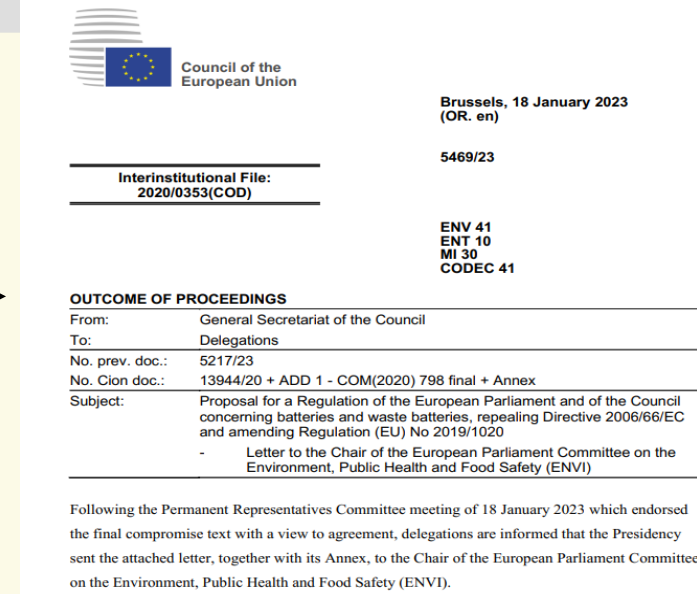 Council of the
European Union
Brussels, 18 January 2023
(OR. en)
5469/23
Interinstitutional File:
2020/0353(COD)
ENV 41
ENT 10
MI 30
CODEC 41
OUTCOME OF PROCEEDINGS
From: General Secretariat of the Council
To: Delegations
No. prev. doc.: 5217/23
No. Cion doc.: 13944/20 + ADD 1 - COM(2020) 798 final + Annex
Subject: Proposal for a Regulation of the European Parliament and of the Council
concerning batteries and waste batteries, repealing Directive 2006/66/EC
and amending Regulation (EU) No 2019/1020
- Letter to the Chair of the European Parliament Committee on the
Environment, Public Health and Food Safety (ENVI)
Following the Permanent Representatives Committee meeting of 18 January 2023 which endorsed
the final compromise text with a view to agreement, delegations are informed that the Presidency
sent the attached letter, together with its Annex, to the Chair of the European Parliament Committee
on the Environment, Public Health and Food Safety (ENVI).